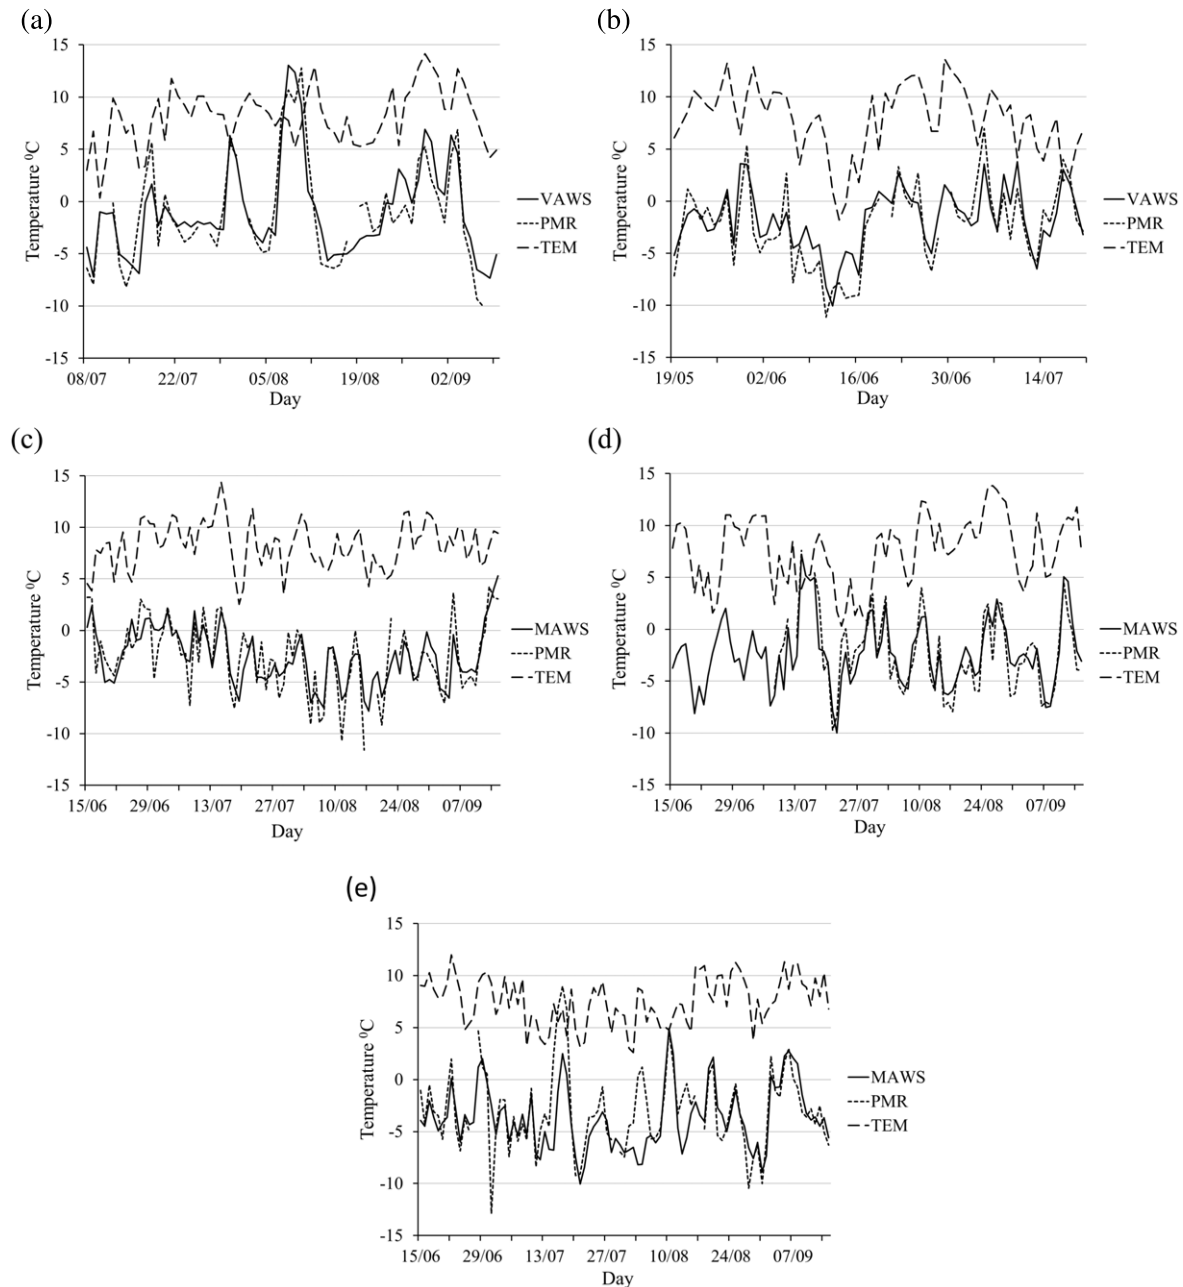 (a)
15
10
5
0
-5
-10
-15
Temperature ⁰C
08/07 22/07 05/08 19/08 02/09
Day
VAWS
PMR
TEM
(b)
15
10
5
0
-5
-10
-15
Temperature ⁰C
19/05 02/06 16/06 30/06 14/07
Day
VAWS
PMR
TEM
(c)
15
10
5
0
-5
-10
-15
Temperature ⁰C
15/06 29/06 13/07 27/07 10/08 24/08 07/09
Day
MAWS
PMR
TEM
(d)
15
10
5
0
-5
-10
-15
Temperature ⁰C
15/06 29/06 13/07 27/07 10/08 24/08 07/09
Day
MAWS
PMR
TEM
(e)
15
10
5
0
-5
-10
-15
Temperature ⁰C
15/06 29/06 13/07 27/07 10/08 24/08 07/09
Day
MAWS
PMR
TEM